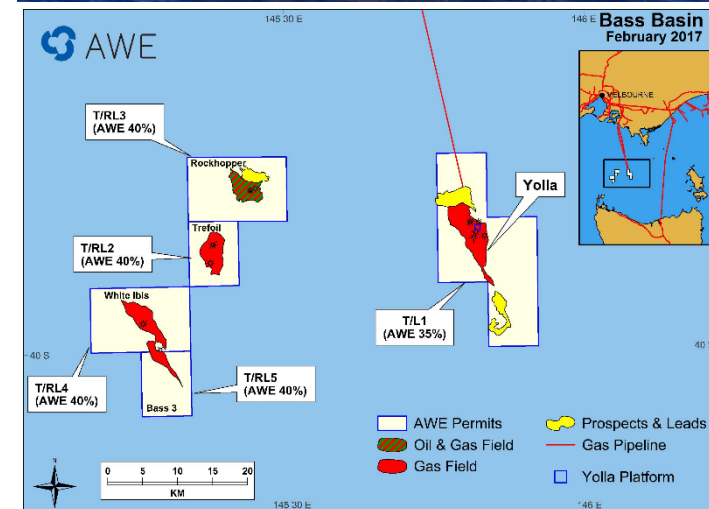 145 30 E
146 E
Bass Basin
February 2017
AWE
MELBOURNE
T/RL3
(AWE 40%)
Rockhopper
Yolla
Trefoil
T/RL2
(AWE 40%)
White Ibis
T/L1
(AWE 35%)
40 S
40
T/RL4
(AWE 40%)
T/RL5
(AWE 40%)
Bass 3
AWE Permits
Prospects & Leads
Oil & Gas Field
Gas Pipeline
Gas Field
Yolla Platform
0 5 10 15 20
KM
145 30 E
146 E